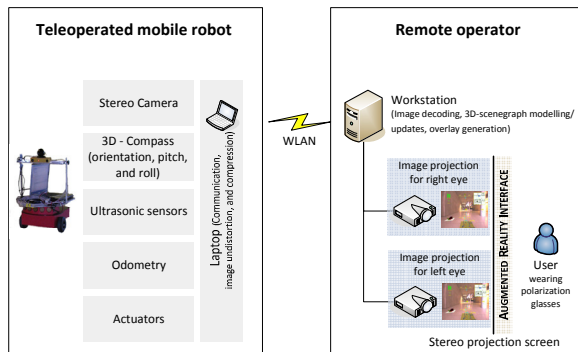 Teleoperated mobile robot
Stereo Camera
3D - Compass
(orientation, pitch,
and roll)
Ultrasonic sensors
Odometry
Actuators
Laptop (Communication,
image undistortion, and compression)
WLAN
Remote operator
Workstation
(Image decoding, 3D-scenegraph modelling/
updates, overlay generation)
Image projection
for right eye
Image projection
for left eye
AUGMENTED REALITY INTERFACE
User
wearing
polarization
glasses
Stereo projection screen